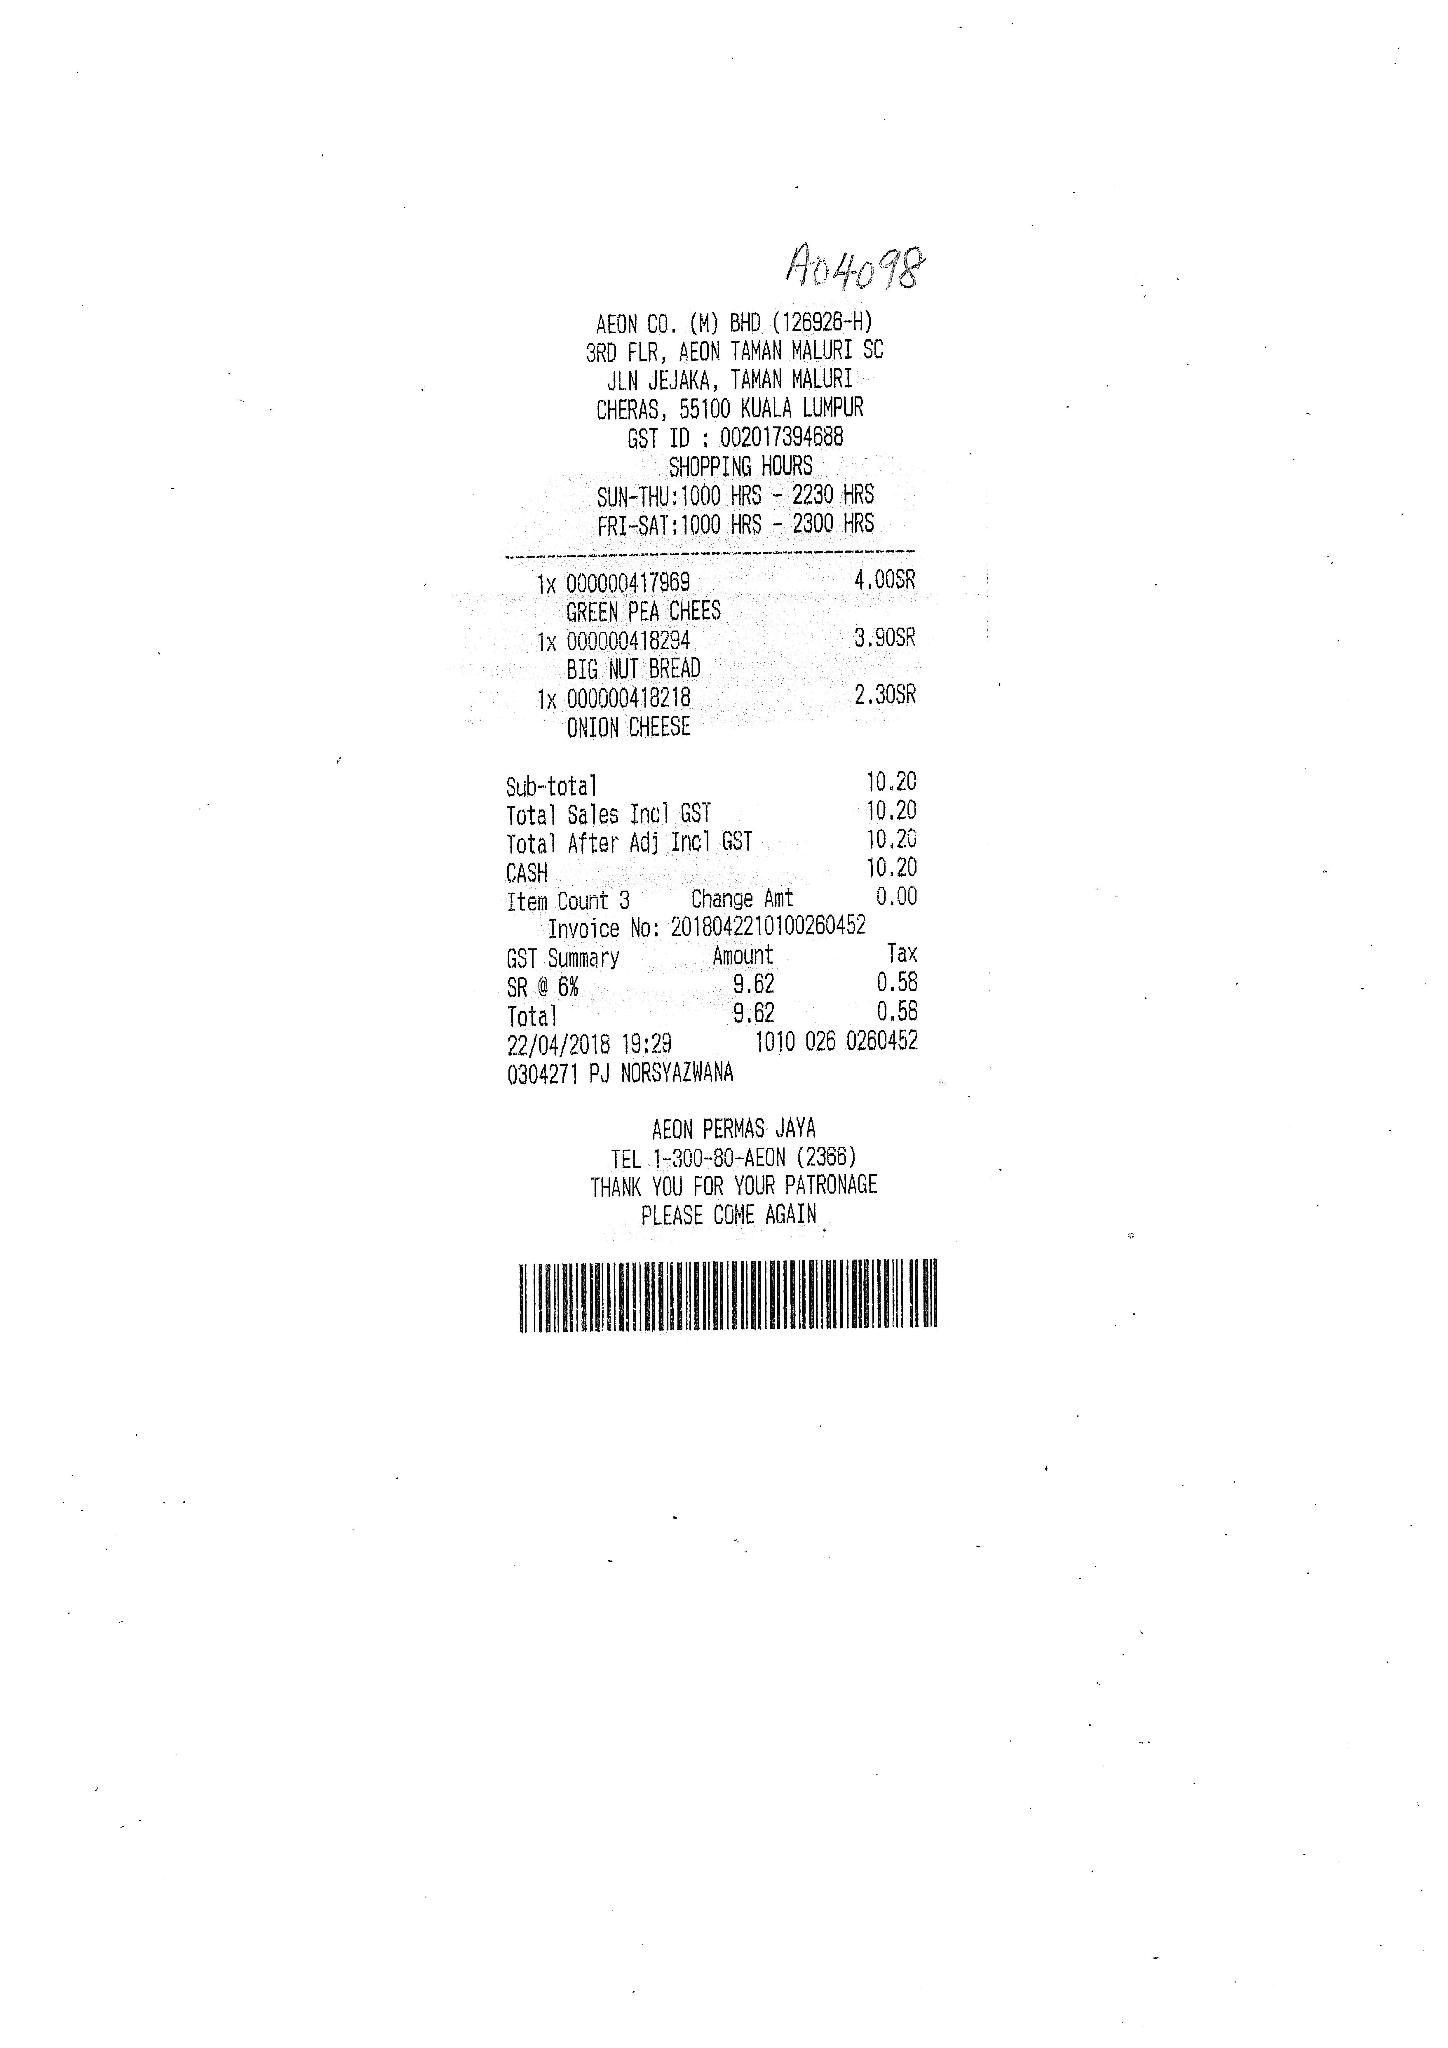 A04098
AEON CO. (M) BHD (126926-H)
3RD FLR, AEON TAMAN MALURI SC
JLN JEJAKA, TAMAN MALURI
CHERAS, 55100 KUALA LUMPUR
GST ID : 002017394688
SHOPPING HOURS
SUN-THU:1000 HRS - 2230 HRS
FRI-SAT:1000 HRS - 2300 HRS
1x 000000417969 4.00SR
GREEN PEA CHEES
1x 000000418294 3.90SR
BIG NUT BREAD
1x 000000418218 2.30SR
ONION CHEESE
Sub-total 10.20
Total Sales Incl GST 10.20
Total After Adj Incl GST 10.20
CASH 10.20
Item Count 3 Change Amt 0.00
Invoice No: 2018042210100260452
GST Summary Amount Tax
SR @ 6% 9.62 0.58
Total 9.62 0.58
22/04/2018 19:29 1010 026 0260452
0304271 PJ NORSYAZWANA
AEON PERMAS JAYA
TEL 1-300-80-AEON (2366)
THANK YOU FOR YOUR PATRONAGE
PLEASE COME AGAIN